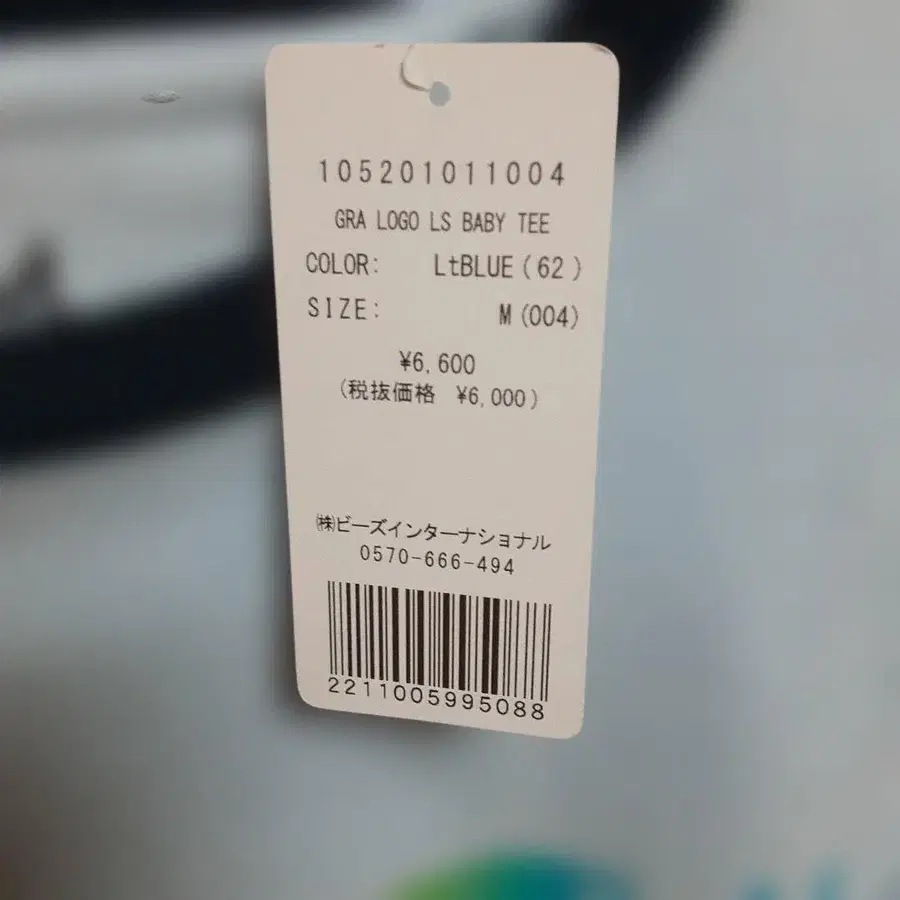 105201011004
GRA LOGO LS BABY TEE
COLOR: LtBLUE(62)
SIZE: M(004)
¥6,600
(税抜価格 ¥6,000)
㈱ビーズインターナショナル
0570-666-494
2211005995088